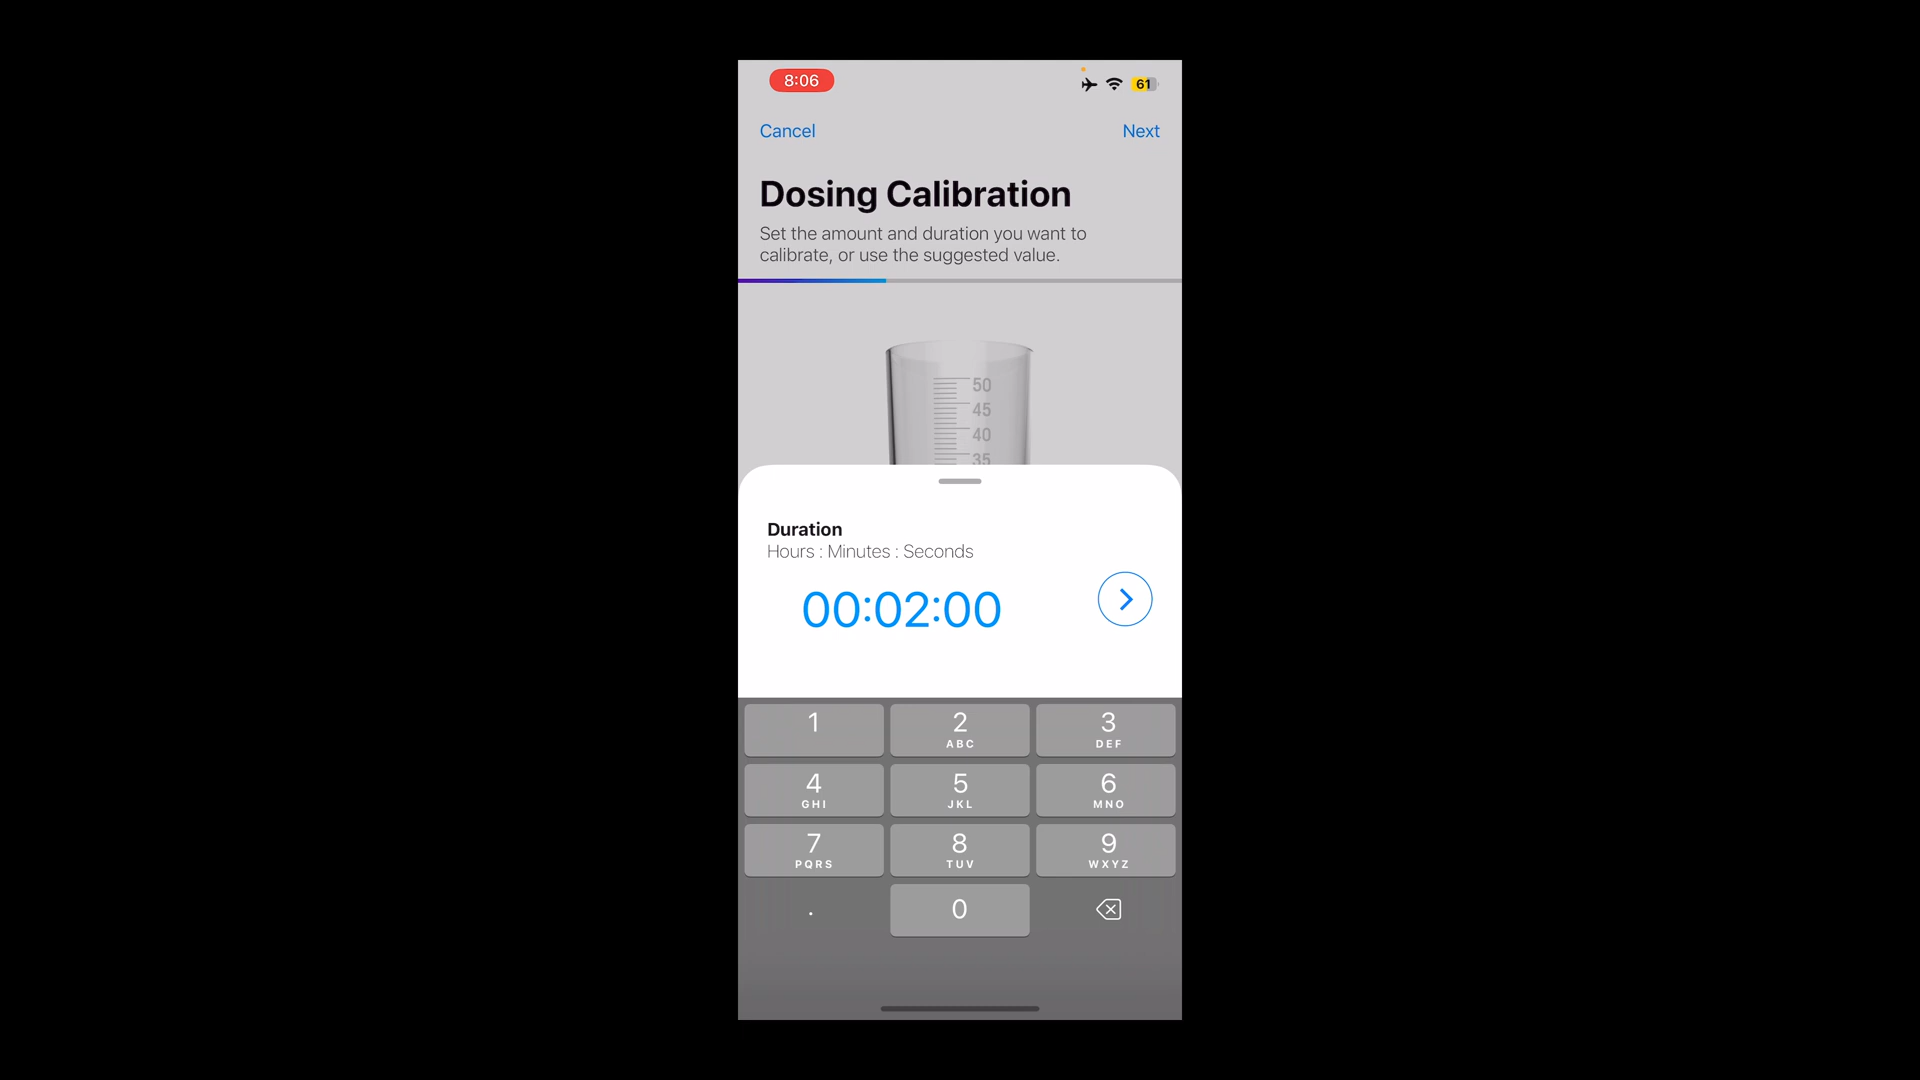 8:06
61
Cancel
Next
Dosing Calibration
Set the amount and duration you want to
calibrate, or use the suggested value.
50
45
40
35
Duration
Hours : Minutes : Seconds
00:02:00
1
2
ABC
3
DEF
4
GHI
5
JKL
6
MNO
7
PQRS
8
TUV
9
WXYZ
.
0